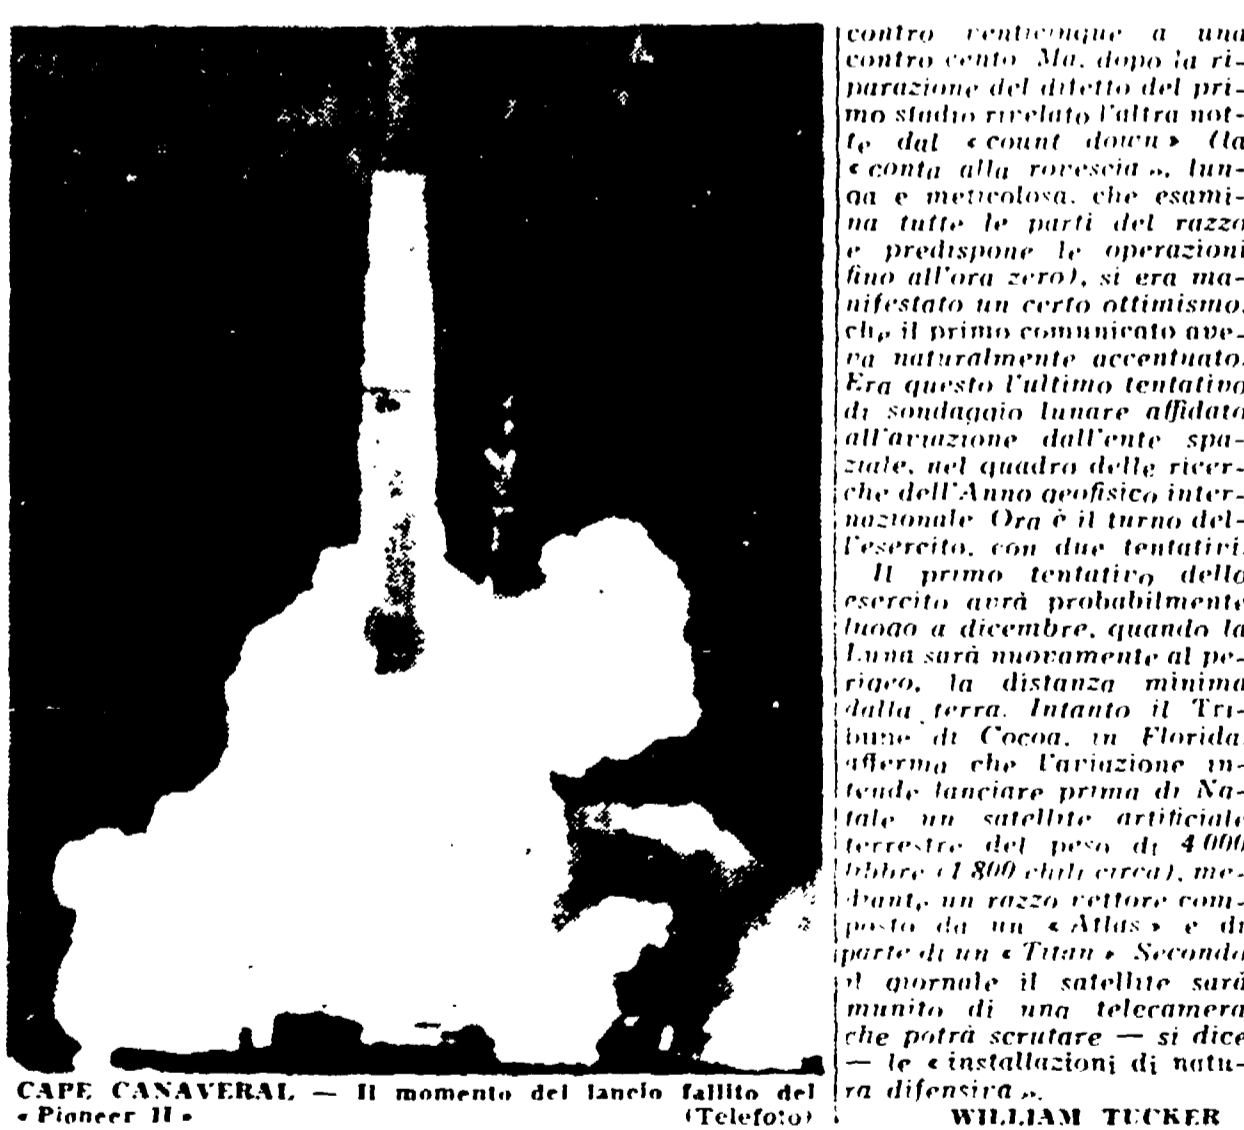 contro venticinque a una
contro cento Ma, dopo la ri-
parazione del difetto del pri-
mo stadio rivelato l'altra not-
te dal « count down » (la
« conta alla rovescia », lun-
ga e meticolosa, che esami-
na tutte le parti del razzo
e predispone le operazioni
fino all'ora zero), si era ma-
nifestato un certo ottimismo,
che il primo comunicato ave-
va naturalmente accentuato.
Era questo l'ultimo tentativo
di sondaggio lunare affidato
all'aviazione dall'ente spa-
ziale, nel quadro delle ricer-
che dell'Anno geofisico inter-
nazionale Ora è il turno del-
l'esercito, con due tentativi.
Il primo tentativo dello
esercito avrà probabilmente
luogo a dicembre, quando la
Luna sarà nuovamente al pe-
rigeo, la distanza minima
dalla terra. Intanto il Tri-
bune di Cocoa, in Florida,
afferma che l'aviazione in-
tende lanciare prima di Na-
tale un satellite artificiale
terrestre del peso di 4 000
libbre (1 800 chili circa), me-
diante un razzo vettore com-
posto da un « Atlas » e di
parte di un « Titan » Secondo
il giornale il satellite sarà
munito di una telecamera
che potrà scrutare — si dice
— le « installazioni di natu-
ra difensiva ».
WILLIAM TUCKER
CAPE CANAVERAL — Il momento del lancio fallito del
« Pioneer II » (Telefoto)